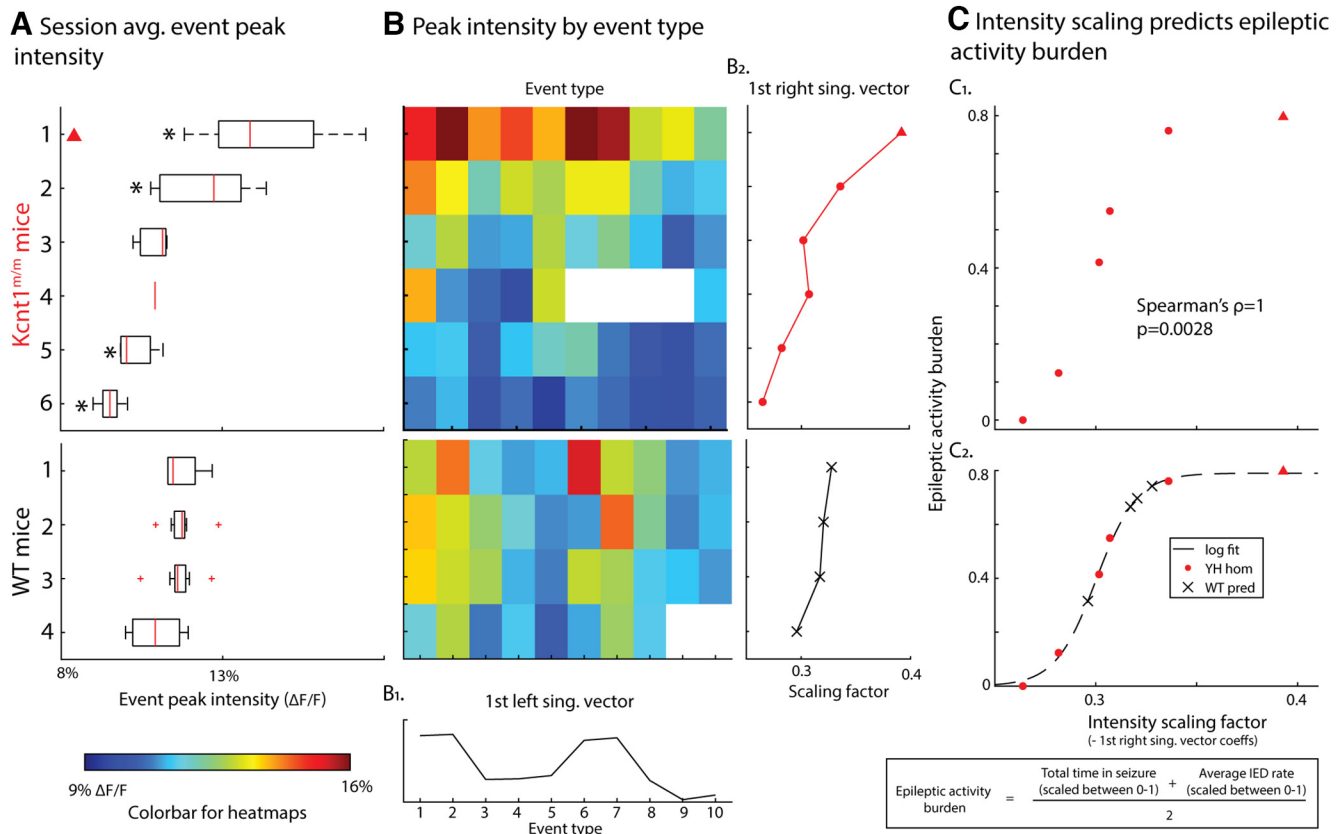 A Session avg. event peak
intensity
B Peak intensity by event type
C Intensity scaling predicts epileptic
activity burden
Kcnt1m/m mice
1
*
2
*
3
4
5
*
6
*
WT mice
1
2
3
4
8%
13%
Event peak intensity (ΔF/F)
9% ΔF/F
16%
Colorbar for heatmaps
Event type
B2.
1st right sing. vector
0.3
0.4
Scaling factor
B1.
1st left sing. vector
1 2 3 4 5 6 7 8 9 10
Event type
C1.
0.8
0.4
0
Spearman's ρ=1
p=0.0028
Epileptic activity burden
C2.
0.8
0.4
0
log fit
YH hom
WT pred
0.3
0.4
Intensity scaling factor
(- 1st right sing. vector coeffs)
Epileptic activity
burden
=
Total time in seizure
(scaled between 0-1)
+
Average IED rate
(scaled between 0-1)
2